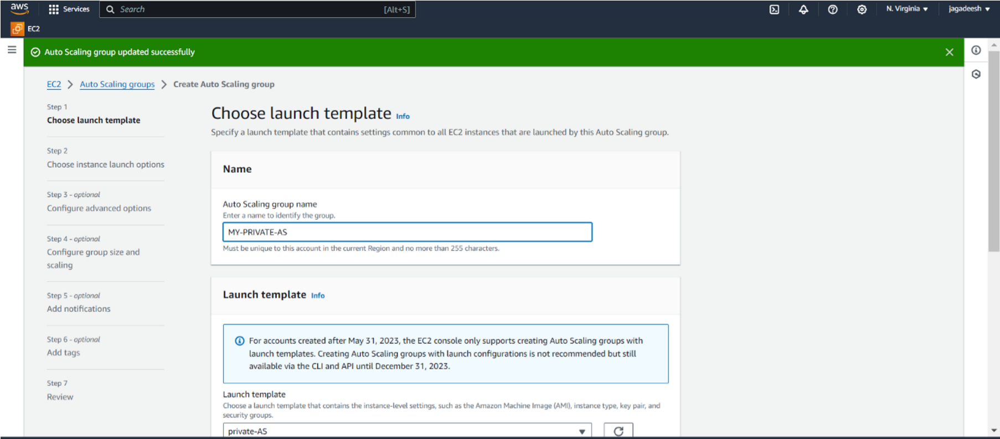 aws
Services
Search
[Alt+S]
N. Virginia
jagadeesh
EC2
Auto Scaling group updated successfully
EC2 > Auto Scaling groups > Create Auto Scaling group
Step 1
Choose launch template
Step 2
Choose instance launch options
Step 3 - optional
Configure advanced options
Step 4 - optional
Configure group size and
scaling
Step 5 - optional
Add notifications
Step 6 - optional
Add tags
Step 7
Review
Choose launch template Info
Specify a launch template that contains settings common to all EC2 instances that are launched by this Auto Scaling group.
Name
Auto Scaling group name
Enter a name to identify the group.
MY-PRIVATE-AS
Must be unique to this account in the current Region and no more than 255 characters.
Launch template Info
For accounts created after May 31, 2023, the EC2 console only supports creating Auto Scaling groups with
launch templates. Creating Auto Scaling groups with launch configurations is not recommended but still
available via the CLI and API until December 31, 2023.
Launch template
Choose a launch template that contains the instance-level settings, such as the Amazon Machine Image (AMI), instance type, key pair, and
security groups.
private-AS